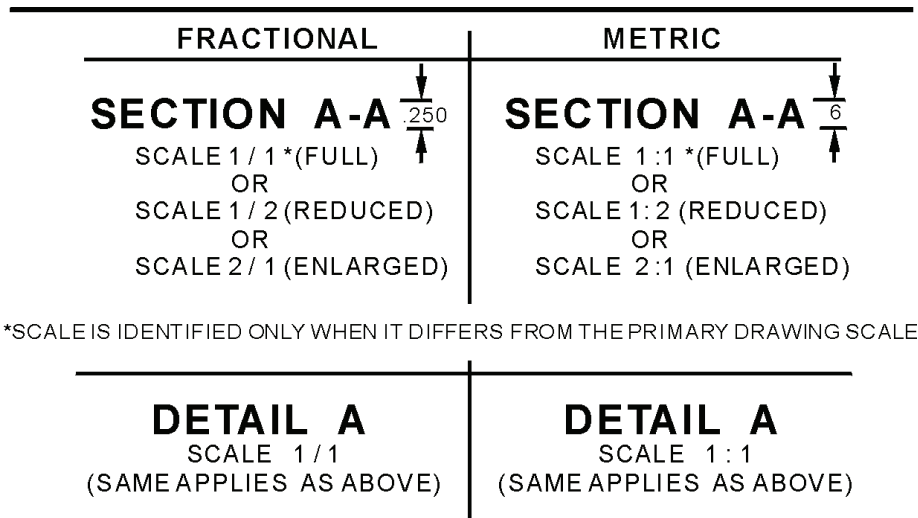 FRACTIONAL METRIC
SECTION A-A .250 SECTION A-A 6
SCALE 1/1 *(FULL) SCALE 1:1 *(FULL)
OR OR
SCALE 1/2 (REDUCED) SCALE 1:2 (REDUCED)
OR OR
SCALE 2/1 (ENLARGED) SCALE 2:1 (ENLARGED)
*SCALE IS IDENTIFIED ONLY WHEN IT DIFFERS FROM THE PRIMARY DRAWING SCALE
DETAIL A DETAIL A
SCALE 1/1 SCALE 1:1
(SAME APPLIES AS ABOVE) (SAME APPLIES AS ABOVE)